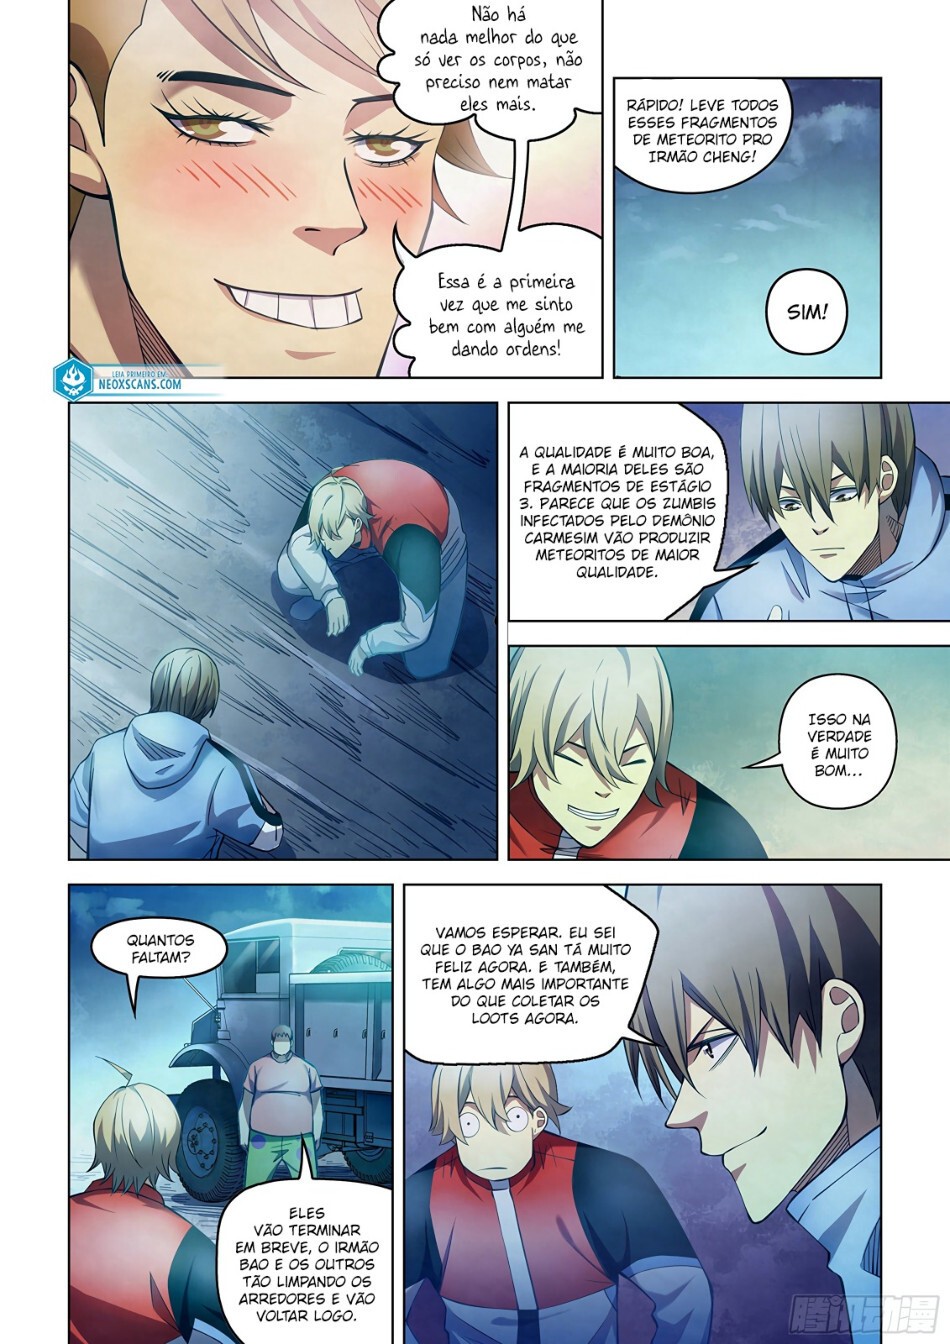 Não há
nada melhor do que
só ver os corpos, não
preciso nem matar
eles mais.
Essa é a primeira
vez que me sinto
bem com alguém me
dando ordens!
RÁPIDO! LEVE TODOS
ESSES FRAGMENTOS
DE METEORITO PRO
IRMÃO CHENG!
SIM!
LEIA PRIMEIRO EM:
NEOXSCANS.COM
A QUALIDADE É MUITO BOA,
E A MAIORIA DELES SÃO
FRAGMENTOS DE ESTÁGIO
3. PARECE QUE OS ZUMBIS
INFECTADOS PELO DEMÔNIO
CARMESIM VÃO PRODUZIR
METEORITOS DE MAIOR
QUALIDADE.
ISSO NA
VERDADE
É MUITO
BOM...
QUANTOS
FALTAM?
ELES
VÃO TERMINAR
EM BREVE, O IRMÃO
BAO E OS OUTROS
TÃO LIMPANDO OS
ARREDORES E VÃO
VOLTAR LOGO.
VAMOS ESPERAR. EU SEI
QUE O BAO YA SAN TÁ MUITO
FELIZ AGORA. E TAMBÉM,
TEM ALGO MAIS IMPORTANTE
DO QUE COLETAR OS
LOOTS AGORA.
腾讯动漫